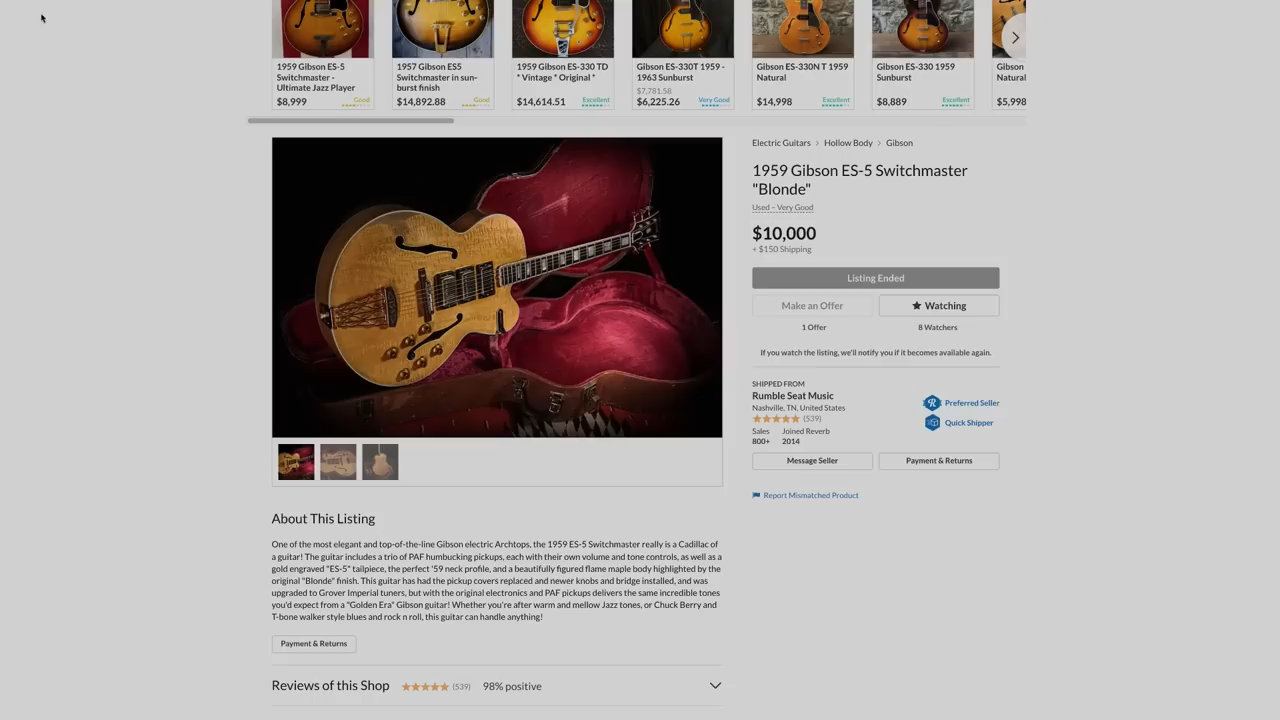 1959 Gibson ES-5
Switchmaster -
Ultimate Jazz Player
$8,999
Good
1957 Gibson ES5
Switchmaster in sun-
burst finish
$14,892.88
Good
1959 Gibson ES-330 TD
* Vintage * Original *
$14,614.51
Excellent
Gibson ES-330T 1959 -
1963 Sunburst
$7,781.58
$6,225.26
Very Good
Gibson ES-330N T 1959
Natural
$14,998
Excellent
Gibson ES-330 1959
Sunburst
$8,889
Excellent
Gibson
Natural
$5,998
Electric Guitars > Hollow Body > Gibson
1959 Gibson ES-5 Switchmaster
"Blonde"
Used – Very Good
$10,000
+ $150 Shipping
Listing Ended
Make an Offer
Watching
1 Offer
8 Watchers
If you watch the listing, we'll notify you if it becomes available again.
SHIPPED FROM
Rumble Seat Music
Nashville, TN, United States
(539)
Preferred Seller
Quick Shipper
Sales Joined Reverb
800+ 2014
Message Seller
Payment & Returns
Report Mismatched Product
About This Listing
One of the most elegant and top-of-the-line Gibson electric Archtops, the 1959 ES-5 Switchmaster really is a Cadillac of
a guitar! The guitar includes a trio of PAF humbucking pickups, each with their own volume and tone controls, as well as a
gold engraved "ES-5" tailpiece, the perfect '59 neck profile, and a beautifully figured flame maple body highlighted by the
original "Blonde" finish. This guitar has had the pickup covers replaced and newer knobs and bridge installed, and was
upgraded to Grover Imperial tuners, but with the original electronics and PAF pickups delivers the same incredible tones
you'd expect from a "Golden Era" Gibson guitar! Whether you're after warm and mellow Jazz tones, or Chuck Berry and
T-bone walker style blues and rock n roll, this guitar can handle anything!
Payment & Returns
Reviews of this Shop
(539)
98% positive